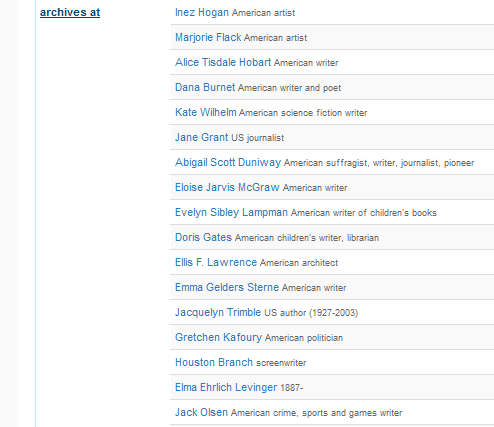 archives at
Inez Hogan American artist
Marjorie Flack American artist
Alice Tisdale Hobart American writer
Dana Burnet American writer and poet
Kate Wilhelm American science fiction writer
Jane Grant US journalist
Abigail Scott Duniway American suffragist, writer, journalist, pioneer
Eloise Jarvis McGraw American writer
Evelyn Sibley Lampman American writer of children's books
Doris Gates American children's writer, librarian
Ellis F. Lawrence American architect
Emma Gelders Sterne American writer
Jacquelyn Trimble US author (1927-2003)
Gretchen Kafoury American politician
Houston Branch screenwriter
Elma Ehrlich Levinger 1887-
Jack Olsen American crime, sports and games writer